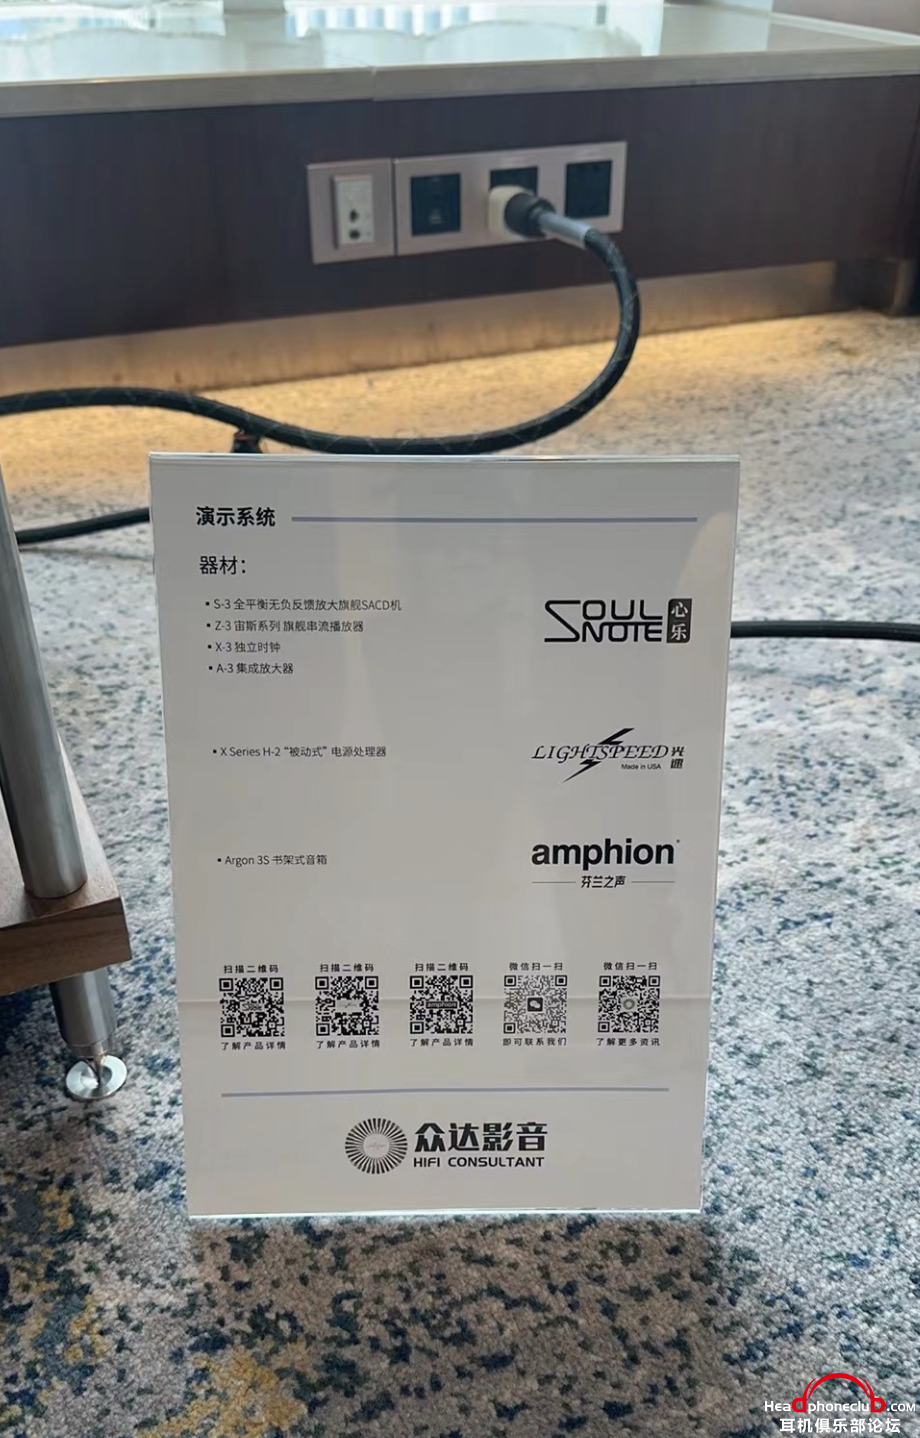 演示系统
器材：
▪ S-3 全平衡无负反馈放大旗舰SACD机
▪ Z-3 宙斯系列 旗舰串流播放器
▪ X-3 独立时钟
▪ A-3 集成放大器
SOUL NOTE 心乐
▪ X Series H-2 “被动式” 电源处理器
LIGHTSPEED 光速
Made in USA
▪ Argon 3S 书架式音箱
amphion
芬兰之声
扫描二维码 扫描二维码 扫描二维码 微信扫一扫 微信扫一扫
amphion
了解产品详情 了解产品详情 了解产品详情 即可联系我们 了解更多资讯
众达影音
HIFI CONSULTANT
Headphoneclub.com
耳机俱乐部论坛